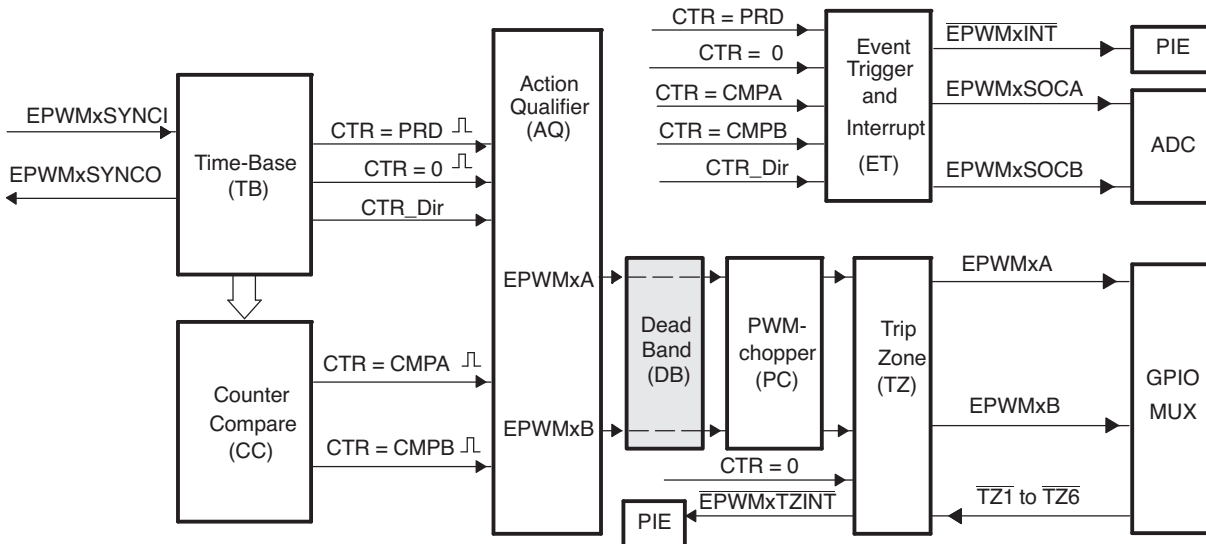 EPWMxSYNCI
EPWMxSYNCO
Time-Base
(TB)
CTR = PRD
CTR = 0
CTR_Dir
Counter
Compare
(CC)
CTR = CMPA
CTR = CMPB
Action
Qualifier
(AQ)
EPWMxA
EPWMxB
CTR = PRD
CTR = 0
CTR = CMPA
CTR = CMPB
CTR_Dir
Event
Trigger
and
Interrupt
(ET)
EPWMxINT
EPWMxSOCA
EPWMxSOCB
PIE
ADC
Dead
Band
(DB)
PWM-
chopper
(PC)
Trip
Zone
(TZ)
EPWMxA
EPWMxB
CTR = 0
EPWMxTZINT
PIE
TZ1 to TZ6
GPIO
MUX